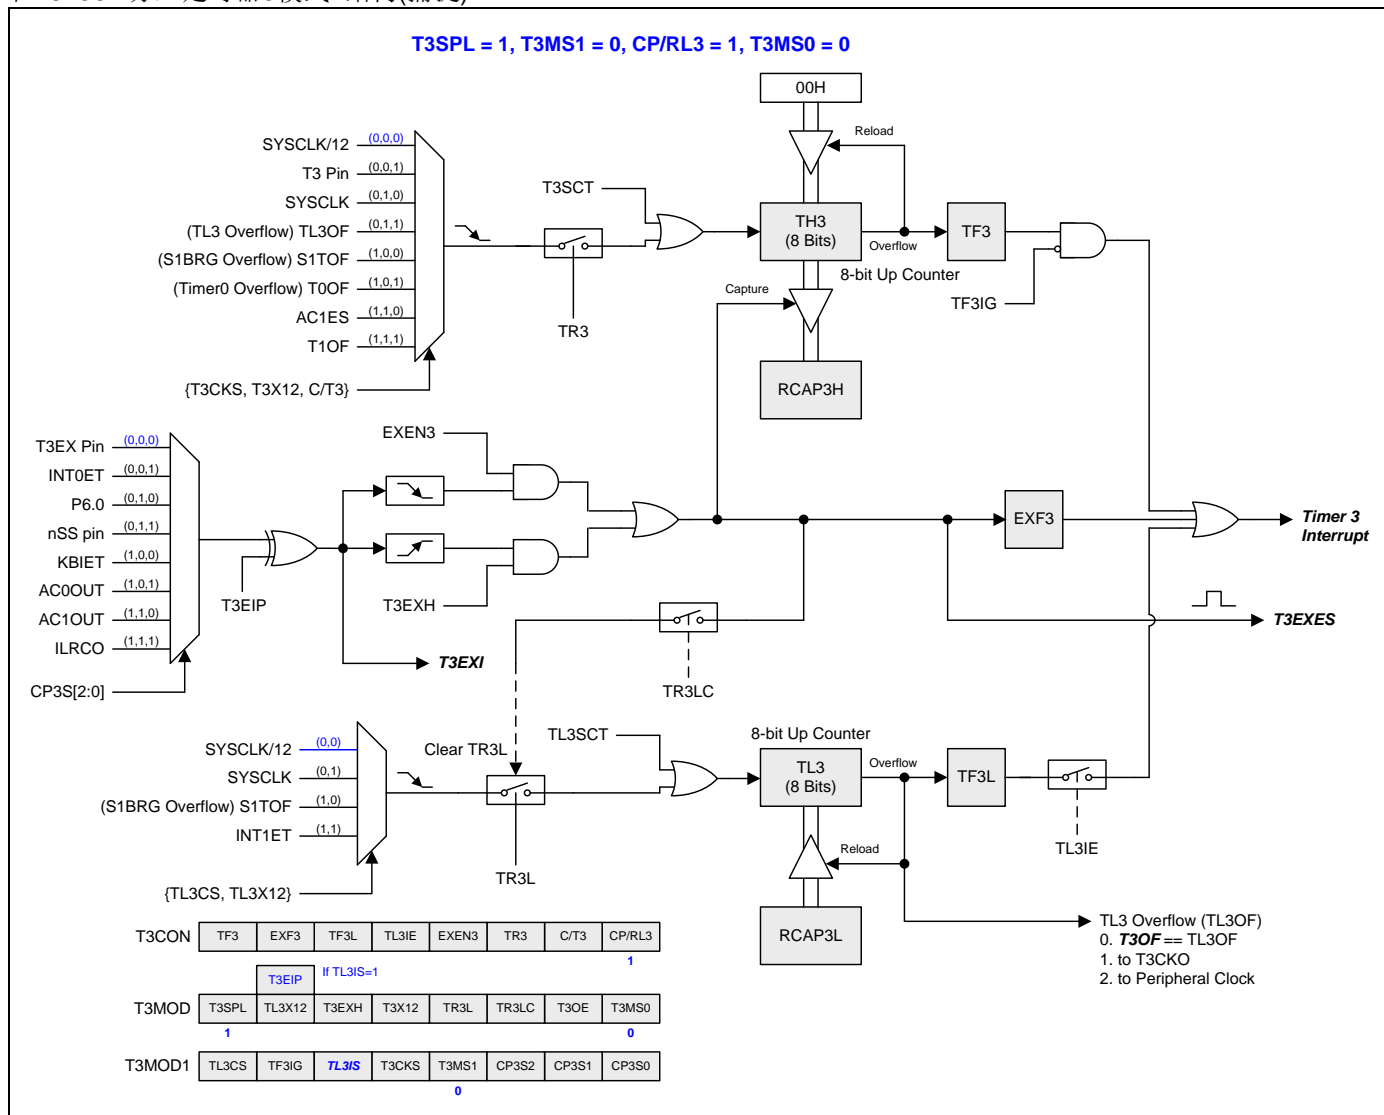 T3SPL = 1, T3MS1 = 0, CP/RL3 = 1, T3MS0 = 0
00H
Reload
SYSCLK/12 (0,0,0)
T3 Pin (0,0,1)
SYSCLK (0,1,0)
(TL3 Overflow) TL3OF (0,1,1)
(S1BRG Overflow) S1TOF (1,0,0)
(Timer0 Overflow) T0OF (1,0,1)
AC1ES (1,1,0)
T1OF (1,1,1)
{T3CKS, T3X12, C/T3}
TR3
T3SCT
TH3
(8 Bits)
Overflow
8-bit Up Counter
TF3
TF3IG
Capture
RCAP3H
T3EX Pin (0,0,0)
INT0ET (0,0,1)
P6.0 (0,1,0)
nSS pin (0,1,1)
KBIET (1,0,0)
AC0OUT (1,0,1)
AC1OUT (1,1,0)
ILRCO (1,1,1)
CP3S[2:0]
T3EIP
EXEN3
T3EXH
T3EXI
EXF3
Timer 3
Interrupt
T3EXES
TR3LC
Clear TR3L
SYSCLK/12 (0,0)
SYSCLK (0,1)
(S1BRG Overflow) S1TOF (1,0)
INT1ET (1,1)
{TL3CS, TL3X12}
TR3L
TL3SCT
8-bit Up Counter
TL3
(8 Bits)
Overflow
TF3L
TL3IE
Reload
RCAP3L
TL3 Overflow (TL3OF)
0. T3OF == TL3OF
1. to T3CKO
2. to Peripheral Clock
T3CON TF3 EXF3 TF3L TL3IE EXEN3 TR3 C/T3 CP/RL3
1
T3EIP If TL3IS=1
T3MOD T3SPL TL3X12 T3EXH T3X12 TR3L TR3LC T3OE T3MS0
1 0
T3MOD1 TL3CS TF3IG TL3IS T3CKS T3MS1 CP3S2 CP3S1 CP3S0
0